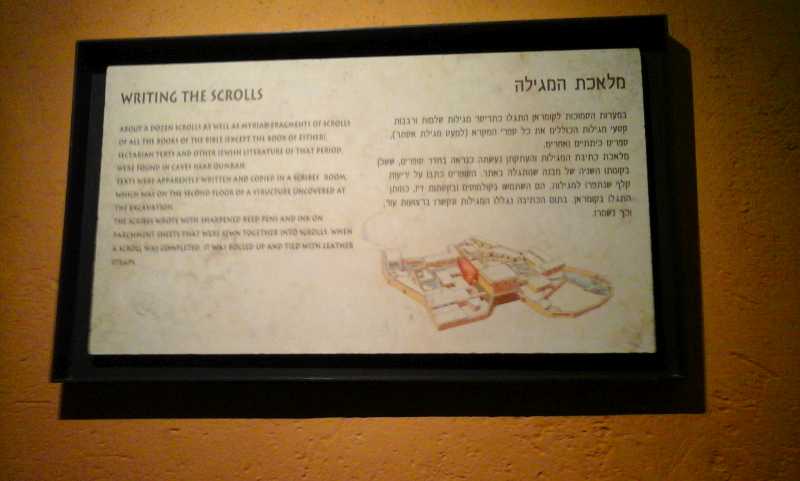 WRITING THE SCROLLS
ABOUT A DOZEN SCROLLS AS WELL AS MYRIAD FRAGMENTS OF SCROLLS
OF ALL THE BOOKS OF THE BIBLE (EXCEPT THE BOOK OF ESTHER),
SECTARIAN TEXTS AND OTHER JEWISH LITERATURE OF THAT PERIOD,
WERE FOUND IN CAVES NEAR QUMRAN.
TEXTS WERE APPARENTLY WRITTEN AND COPIED IN A SCRIBES' ROOM,
WHICH WAS ON THE SECOND FLOOR OF A STRUCTURE UNCOVERED AT
THE EXCAVATION.
THE SCRIBES WROTE WITH SHARPENED REED PENS AND INK ON
PARCHMENT SHEETS THAT WERE SEWN TOGETHER INTO SCROLLS. WHEN
A SCROLL WAS COMPLETED, IT WAS ROLLED UP AND TIED WITH LEATHER
STRAPS.
מלאכת המגילה
במערות הסמוכות לקומראן התגלו כתריסר מגילות שלמות ורבבות
קטעי מגילות הכוללים את כל ספרי המקרא (למעט מגילת אסתר),
ספרים כיתתיים ואחרים.
מלאכת כתיבת המגילות והעתקתן נעשתה כנראה בחדר סופרים, ששכן
בקומתו השניה של מבנה שהתגלה באתר. הסופרים כתבו על יריעות
קלף שנתפרו למגילות. הם השתמשו בקולמוסים ובקסתות דיו, כמותן
התגלו בקומראן. בתום הכתיבה נגללו המגילות ונקשרו ברצועות עור,
וכך נשמרו.